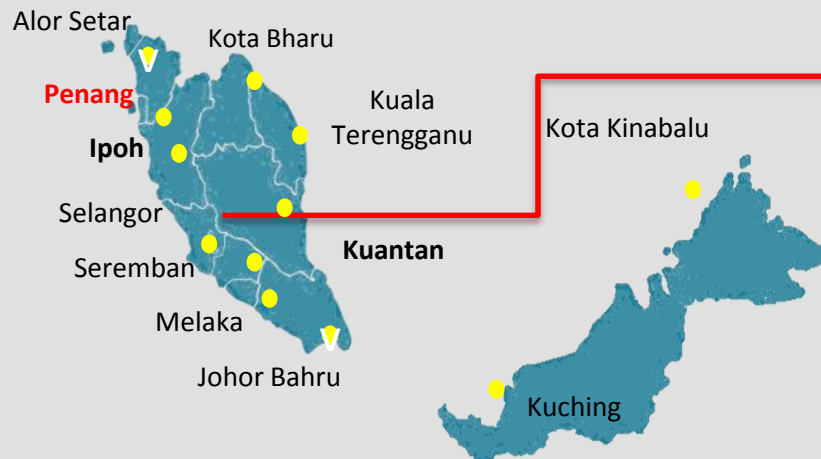 Alor Setar
Kota Bharu
V
Penang
Kuala
Terengganu
Kota Kinabalu
Ipoh
Selangor
Kuantan
Seremban
Melaka
V
Johor Bahru
Kuching